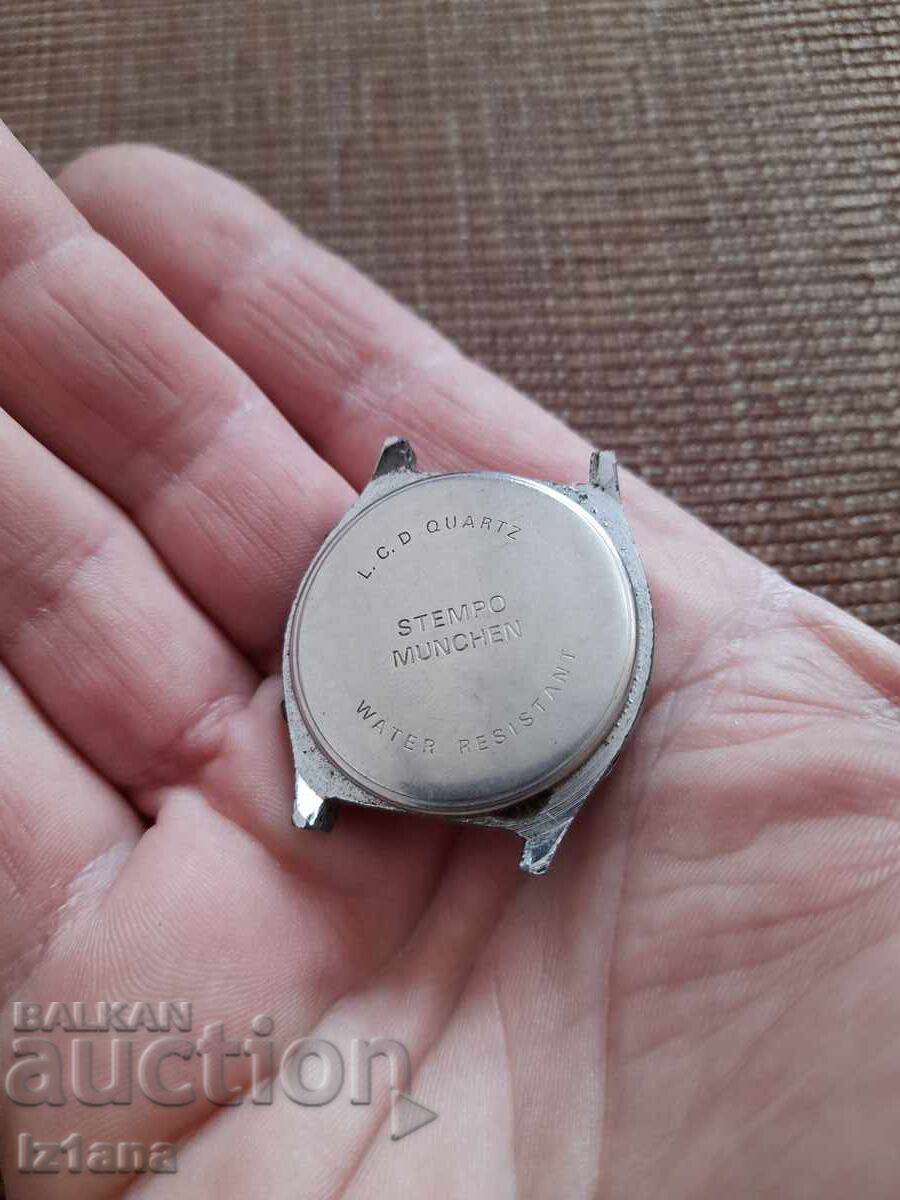 L.C.D QUARTZ
STEMPO
MUNCHEN
WATER RESISTANT
BALKAN
auction
Iz1ana